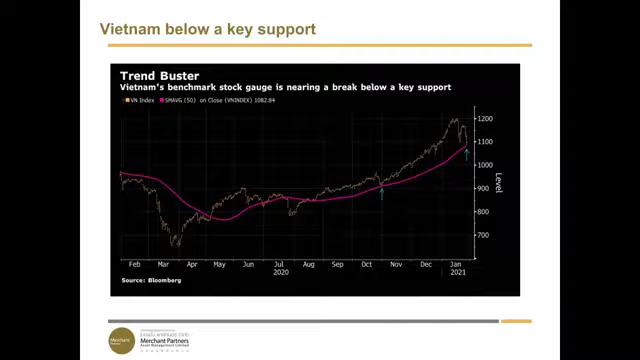 Vietnam below a key support
Trend Buster
Vietnam's benchmark stock gauge is nearing a break below a key support
VN Index SMAVG (50) on Close (VNINDEX) 1082.84
1200
1100
1000
900
800
700
Level
Feb Mar Apr May Jun Jul Aug Sep Oct Nov Dec Jan
2020 2021
Source: Bloomberg
Merchant
Merchant Partners
Asset Management Limited